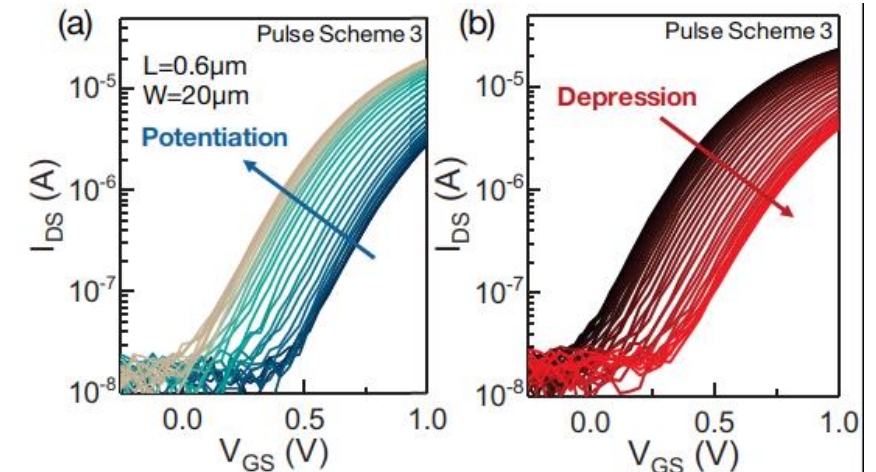 (a)
Pulse Scheme 3
L=0.6μm
W=20μm
Potentiation
10-5
10-6
10-7
10-8
IDS (A)
0.0 0.5 1.0
VGS (V)
(b)
Pulse Scheme 3
Depression
10-5
10-6
10-7
10-8
IDS (A)
0.0 0.5 1.0
VGS (V)